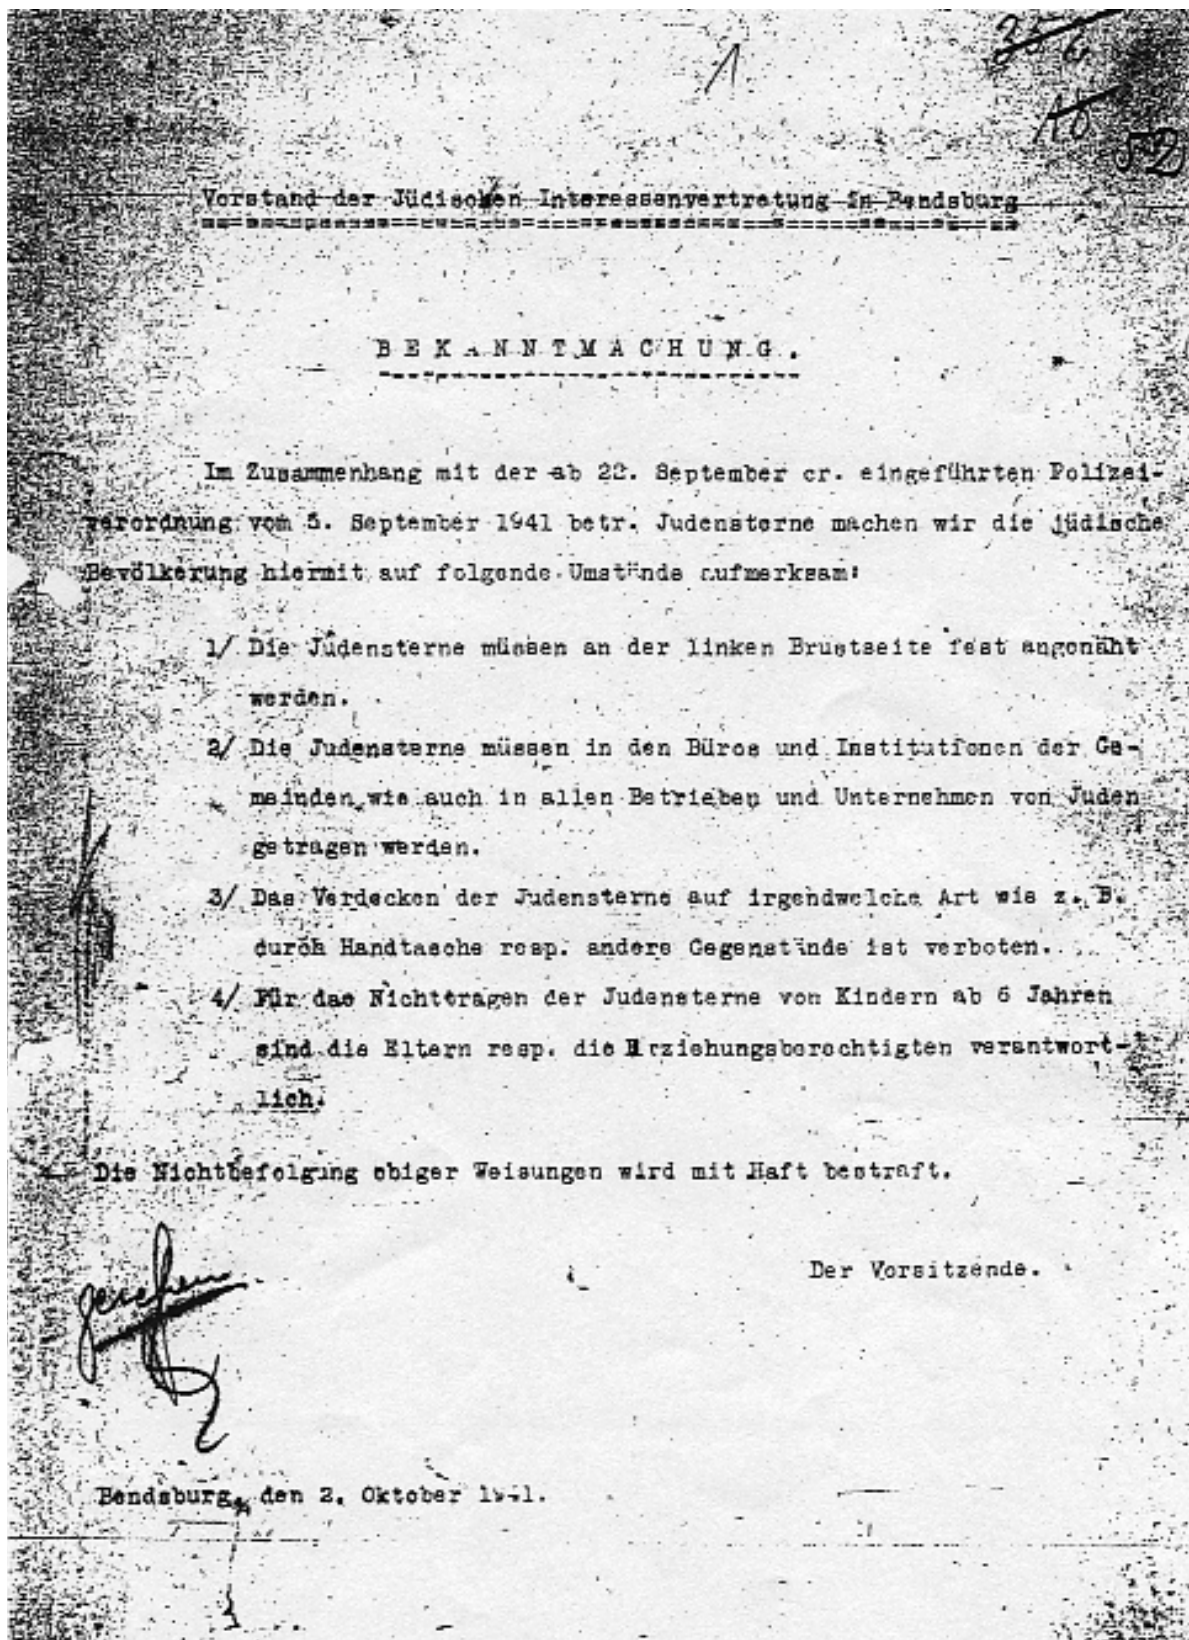 35/6
1
52
Vorstand der Jüdischen Interessenvertretung in Bendsburg
BEKANNTMACHUNG.
Im Zusammenhang mit der ab 22. September cr. eingeführten Polizei-
verordnung vom 5. September 1941 betr. Judensterne machen wir die jüdische
Bevölkerung hiermit auf folgende Umstände aufmerksam:
1/ Die Judensterne müssen an der linken Brustseite fest angenäht
werden.
2/ Die Judensterne müssen in den Büros und Institutionen der Ge-
meinden wie auch in allen Betrieben und Unternehmen von Juden
getragen werden.
3/ Das Verdecken der Judensterne auf irgendwelche Art wie z. B.
durch Handtasche resp. andere Gegenstände ist verboten.
4/ Für das Nichttragen der Judensterne von Kindern ab 6 Jahren
sind die Eltern resp. die Erziehungsberechtigten verantwort-
lich.
Die Nichtbefolgung obiger Weisungen wird mit Haft bestraft.
Der Vorsitzende.
Bendsburg, den 2. Oktober 1941.